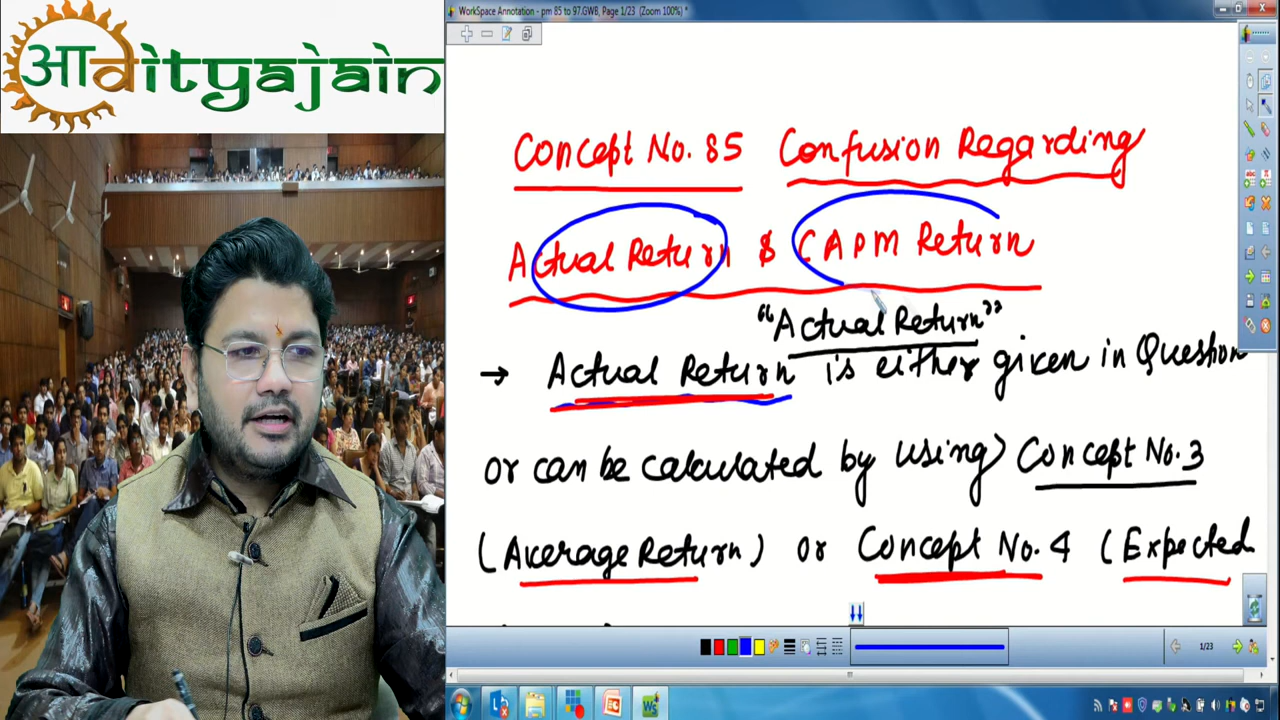 आdityajain
WorkSpace Annotation - pm 85 to 97.GWB, Page 1/23 (Zoom 100%) *
Concept No. 85 Confusion Regarding
Actual Return & CAPM Return
"Actual Return"
→ Actual Return is either given in Question
or can be calculated by using Concept No. 3
(Average Return) or Concept No. 4 (Expected
1/23